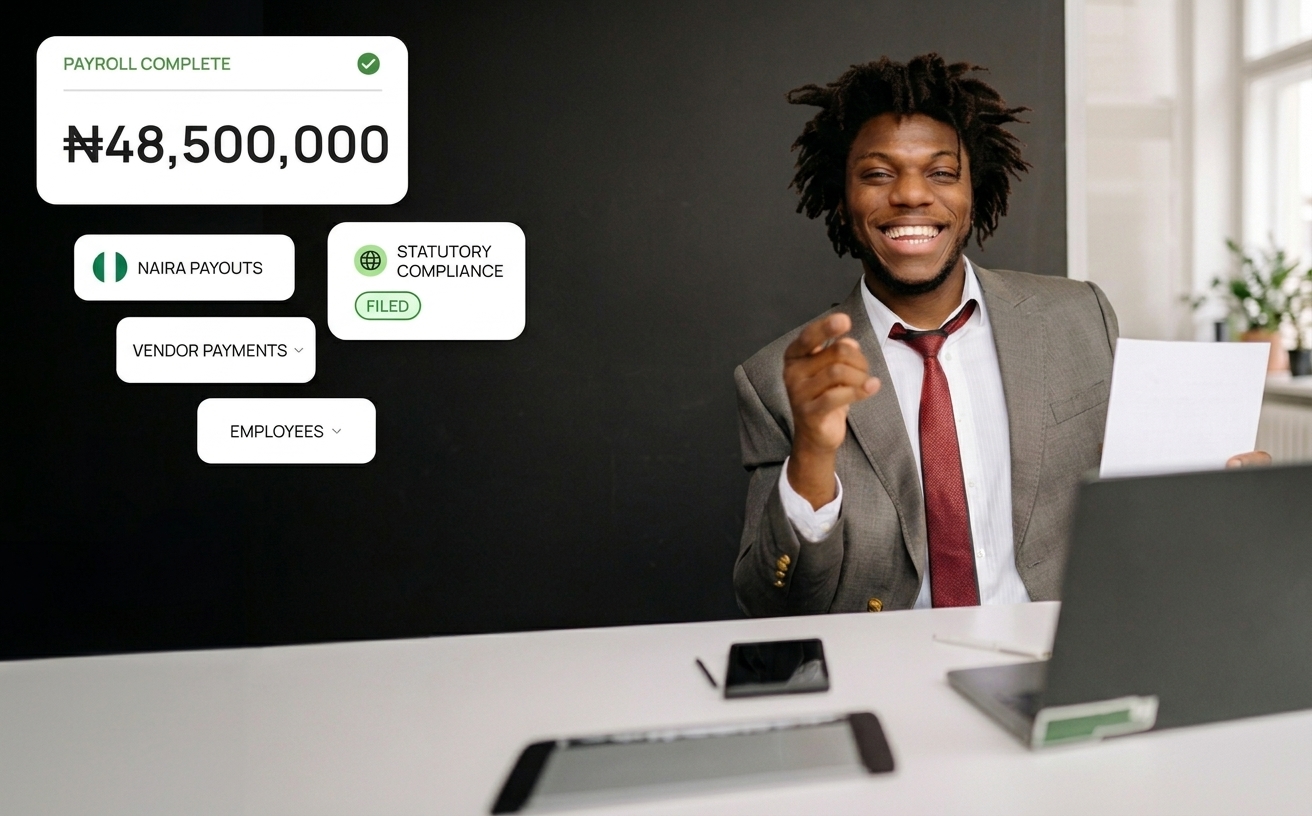 PAYROLL COMPLETE
₦48,500,000
NAIRA PAYOUTS
STATUTORY
COMPLIANCE
FILED
VENDOR PAYMENTS
EMPLOYEES